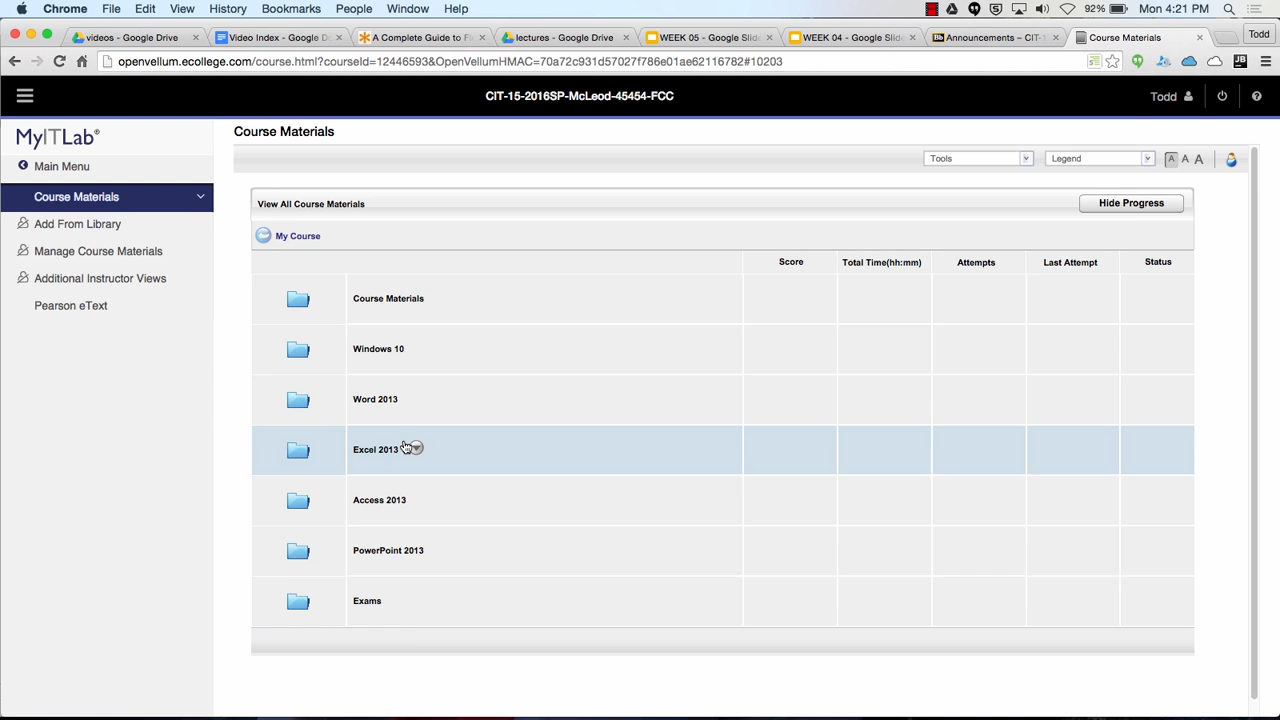 Chrome File Edit View History Bookmarks People Window Help 92% Mon 4:21 PM
videos - Google Drive Video Index - Google D A Complete Guide to F lectures - Google Drive WEEK 05 - Google Slide WEEK 04 - Google Slide Announcements – CIT- Course Materials Todd
openvellum.ecollege.com/course.html?courseId=12446593&OpenVellumHMAC=70a72c931d57027f786e01ae62116782#10203
CIT-15-2016SP-McLeod-45454-FCC
Todd
MyITLab®
Main Menu
Course Materials
Add From Library
Manage Course Materials
Additional Instructor Views
Pearson eText
Course Materials
Tools Legend A A A
View All Course Materials Hide Progress
My Course
Score Total Time(hh:mm) Attempts Last Attempt Status
Course Materials
Windows 10
Word 2013
Excel 2013
Access 2013
PowerPoint 2013
Exams